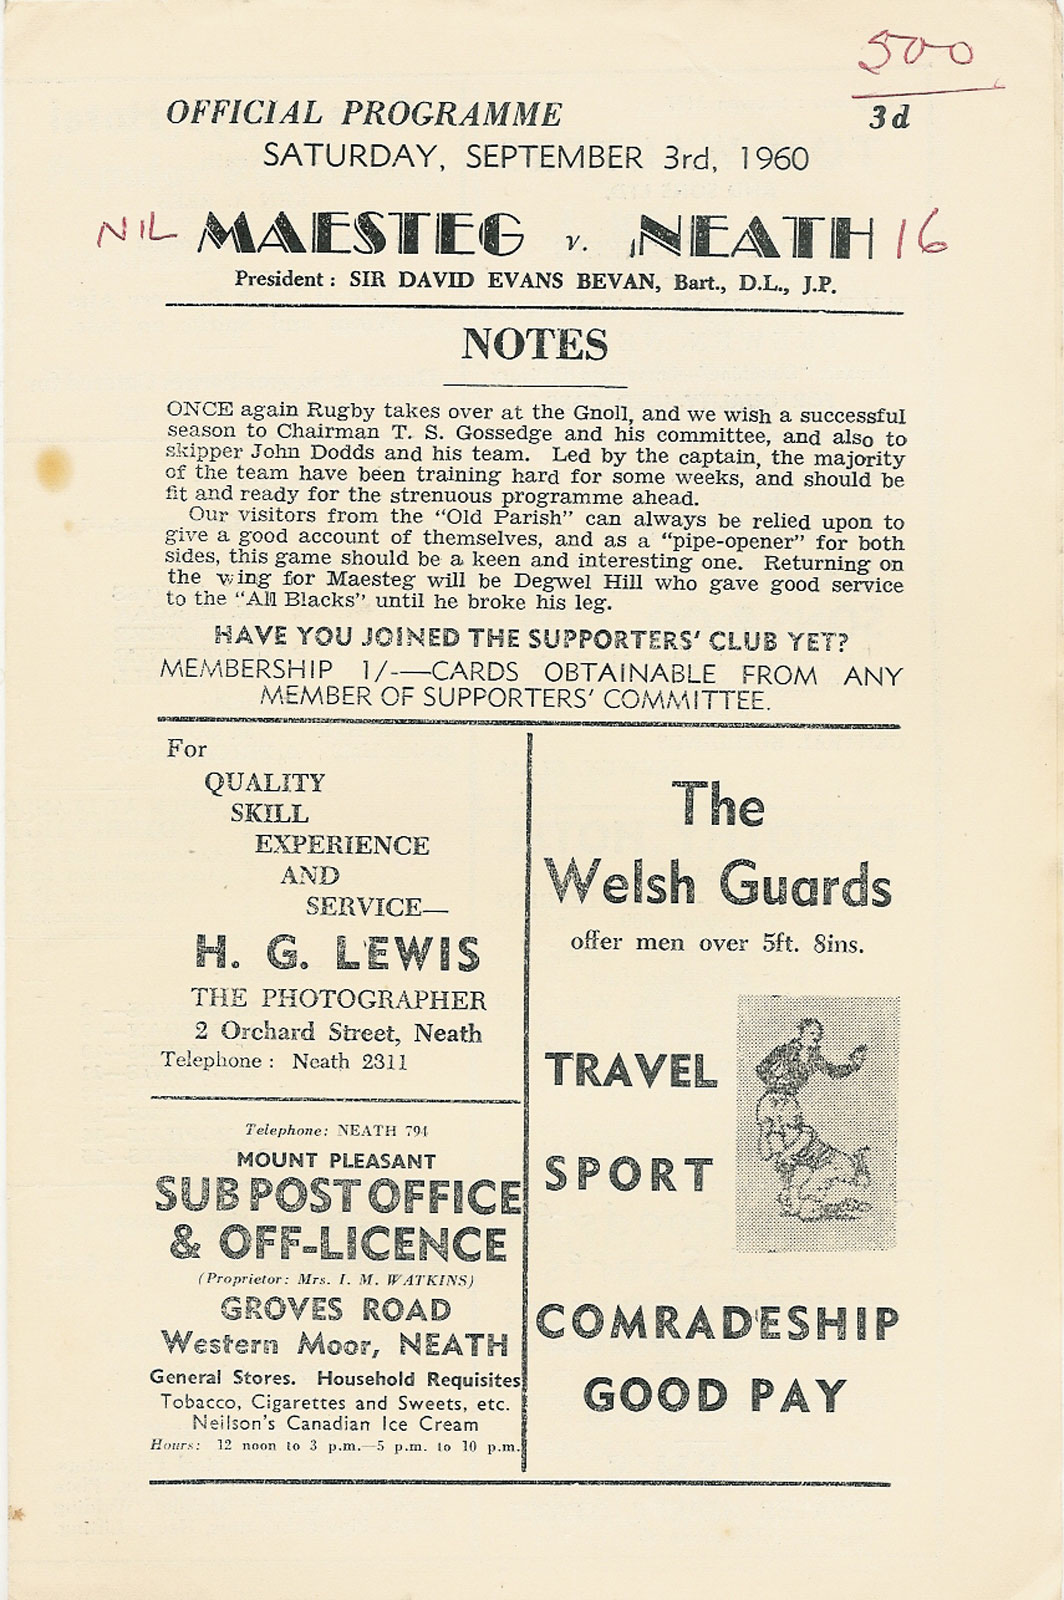 500
OFFICIAL PROGRAMME 3d
SATURDAY, SEPTEMBER 3rd, 1960
NIL MAESTEG v. NEATH 16
President : SIR DAVID EVANS BEVAN, Bart., D.L., J.P.
NOTES
ONCE again Rugby takes over at the Gnoll, and we wish a successful
season to Chairman T. S. Gossedge and his committee, and also to
skipper John Dodds and his team. Led by the captain, the majority
of the team have been training hard for some weeks, and should be
fit and ready for the strenuous programme ahead.
Our visitors from the "Old Parish" can always be relied upon to
give a good account of themselves, and as a "pipe-opener" for both
sides, this game should be a keen and interesting one. Returning on
the wing for Maesteg will be Degwel Hill who gave good service
to the "All Blacks" until he broke his leg.
HAVE YOU JOINED THE SUPPORTERS' CLUB YET?
MEMBERSHIP 1/-—CARDS OBTAINABLE FROM ANY
MEMBER OF SUPPORTERS' COMMITTEE.
For
QUALITY
SKILL
EXPERIENCE
AND
SERVICE—
H. G. LEWIS
THE PHOTOGRAPHER
2 Orchard Street, Neath
Telephone : Neath 2311
Telephone: NEATH 794
MOUNT PLEASANT
SUB POST OFFICE
& OFF-LICENCE
(Proprietor: Mrs. I. M. WATKINS)
GROVES ROAD
Western Moor, NEATH
General Stores. Household Requisites
Tobacco, Cigarettes and Sweets, etc.
Neilson's Canadian Ice Cream
Hours: 12 noon to 3 p.m.—5 p.m. to 10 p.m.
The
Welsh Guards
offer men over 5ft. 8ins.
TRAVEL
SPORT
COMRADESHIP
GOOD PAY